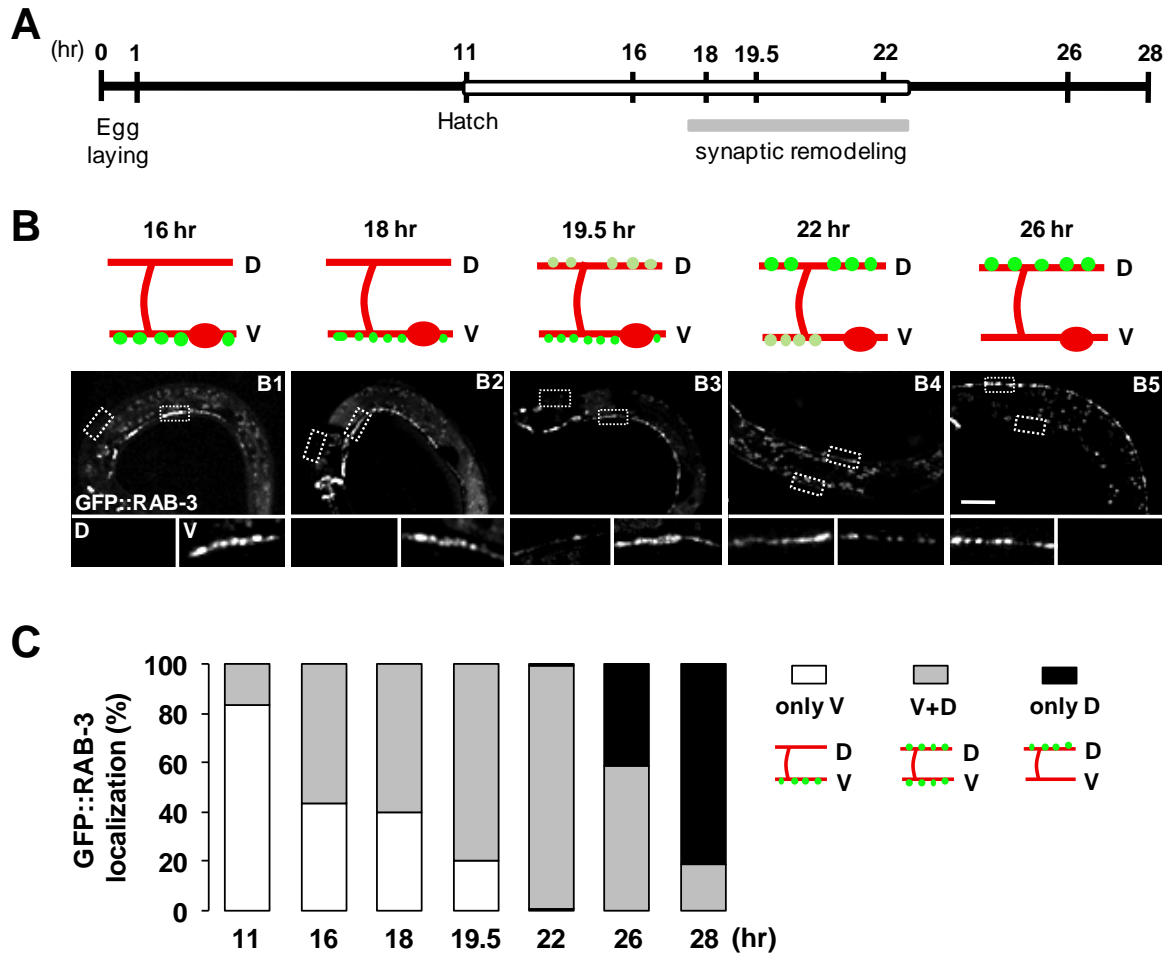 A
(hr) 0 1 11 16 18 19.5 22 26 28
Egg
laying
Hatch
synaptic remodeling
B
16 hr 18 hr 19.5 hr 22 hr 26 hr
D D D D D
V V V V V
B1 B2 B3 B4 B5
GFP::RAB-3
D V
C
GFP::RAB-3
localization (%)
100
80
60
40
20
0
11 16 18 19.5 22 26 28 (hr)
only V V+D only D
D D D
V V V